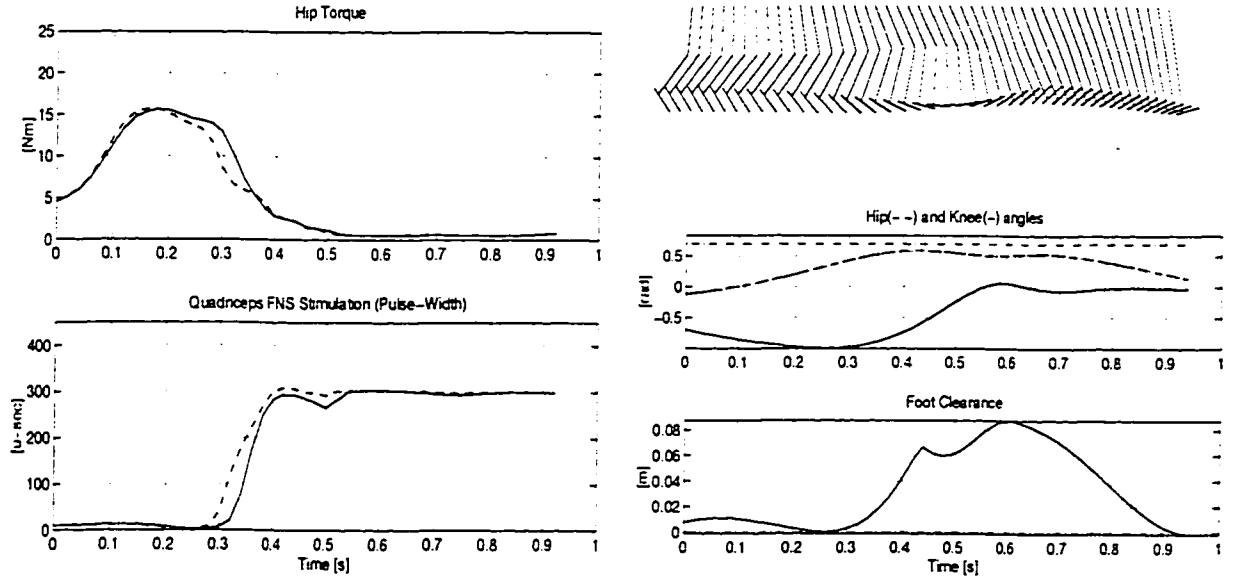 Hip Torque
25
20
15
10
5
0
[Nm]
0 0.1 0.2 0.3 0.4 0.5 0.6 0.7 0.8 0.9 1
Quadriceps FNS Stimulation (Pulse-Width)
400
300
200
100
0
[u-sec]
0 0.1 0.2 0.3 0.4 0.5 0.6 0.7 0.8 0.9 1
Time [s]
Hip(- -) and Knee(-) angles
0.5
0
-0.5
[rad]
0 0.1 0.2 0.3 0.4 0.5 0.6 0.7 0.8 0.9 1
Foot Clearance
0.08
0.06
0.04
0.02
0
[m]
0 0.1 0.2 0.3 0.4 0.5 0.6 0.7 0.8 0.9 1
Time [s]